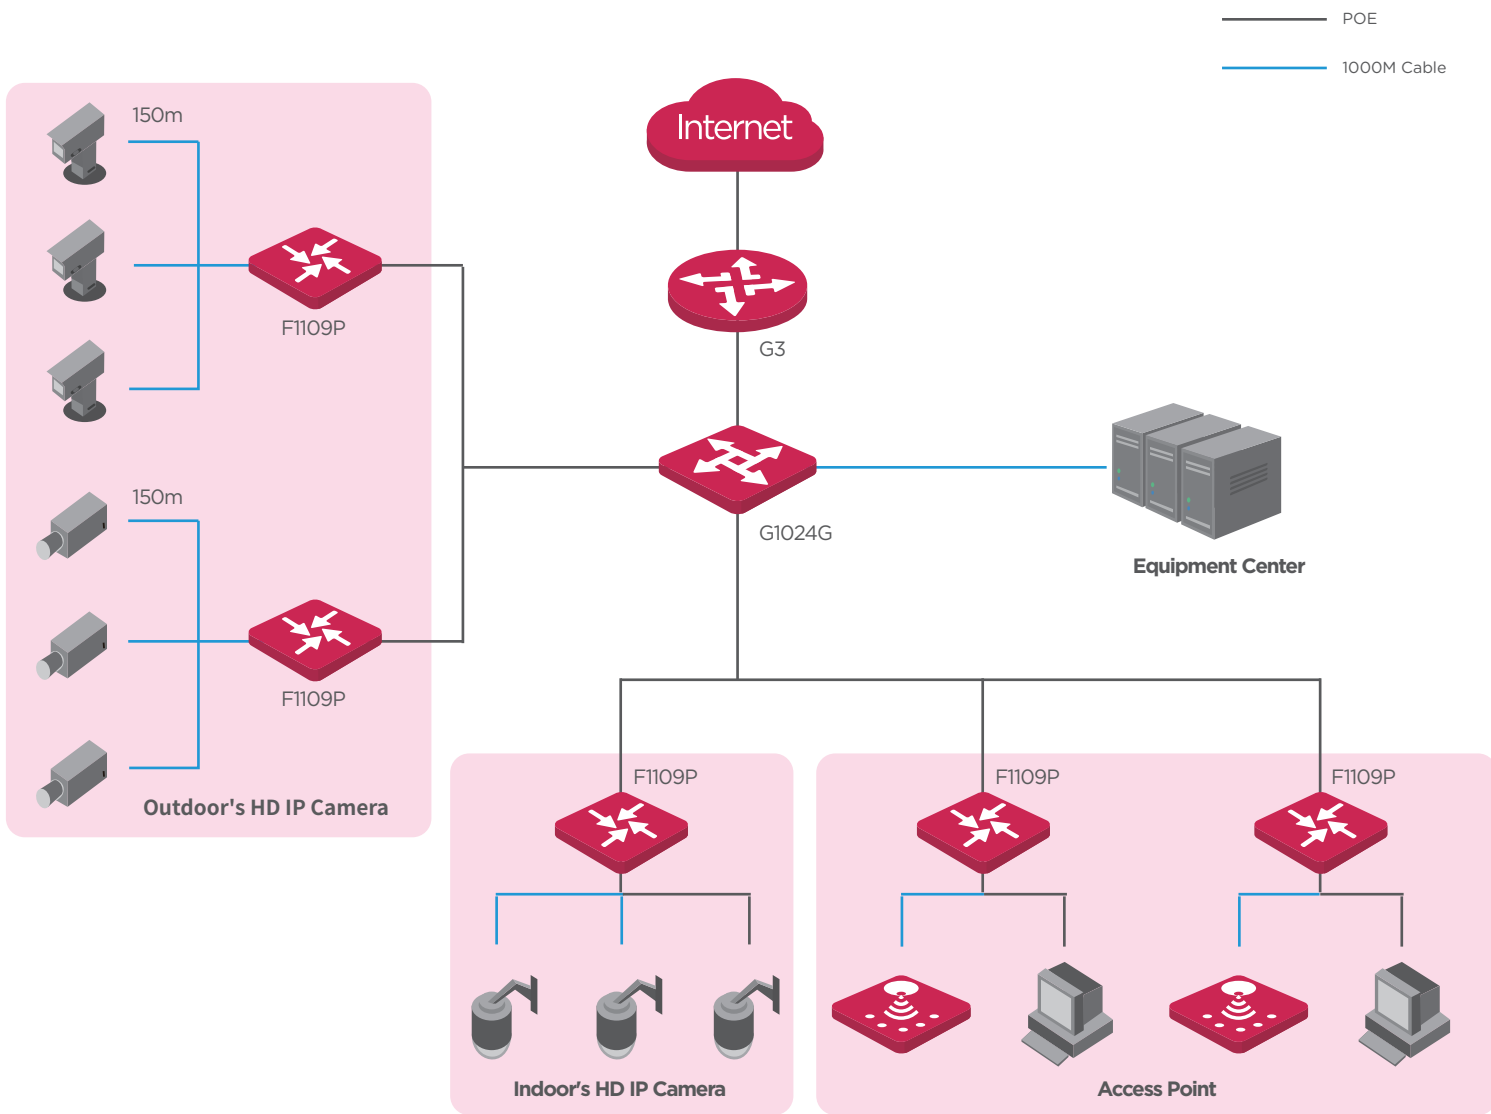 POE
1000M Cable
150m
Internet
F1109P
G3
150m
G1024G
Equipment Center
F1109P
Outdoor's HD IP Camera
F1109P
F1109P
F1109P
Indoor's HD IP Camera
Access Point